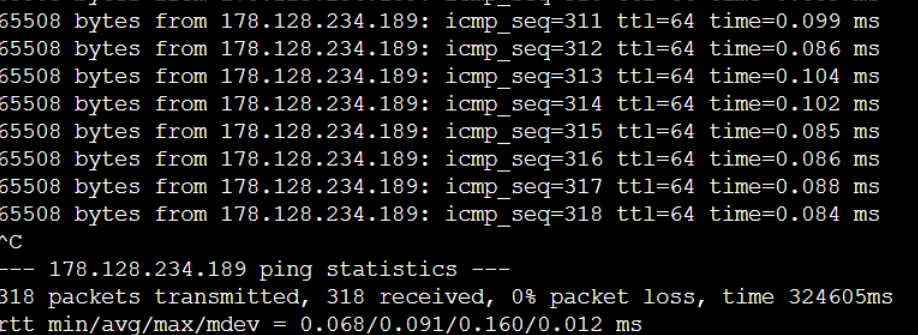 65508 bytes from 178.128.234.189: icmp_seq=311 ttl=64 time=0.099 ms
65508 bytes from 178.128.234.189: icmp_seq=312 ttl=64 time=0.086 ms
65508 bytes from 178.128.234.189: icmp_seq=313 ttl=64 time=0.104 ms
65508 bytes from 178.128.234.189: icmp_seq=314 ttl=64 time=0.102 ms
65508 bytes from 178.128.234.189: icmp_seq=315 ttl=64 time=0.085 ms
65508 bytes from 178.128.234.189: icmp_seq=316 ttl=64 time=0.086 ms
65508 bytes from 178.128.234.189: icmp_seq=317 ttl=64 time=0.088 ms
65508 bytes from 178.128.234.189: icmp_seq=318 ttl=64 time=0.084 ms
^C
--- 178.128.234.189 ping statistics ---
318 packets transmitted, 318 received, 0% packet loss, time 324605ms
rtt min/avg/max/mdev = 0.068/0.091/0.160/0.012 ms